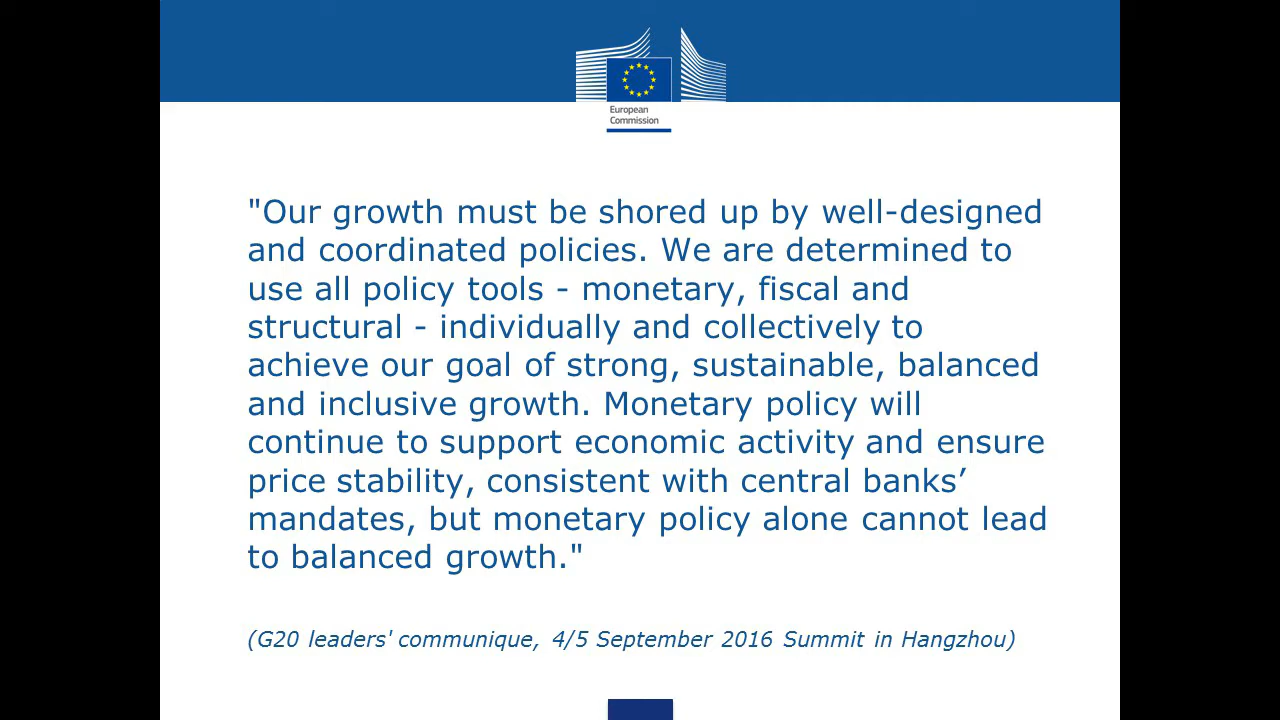 European
Commission
"Our growth must be shored up by well-designed
and coordinated policies. We are determined to
use all policy tools - monetary, fiscal and
structural - individually and collectively to
achieve our goal of strong, sustainable, balanced
and inclusive growth. Monetary policy will
continue to support economic activity and ensure
price stability, consistent with central banks’
mandates, but monetary policy alone cannot lead
to balanced growth."
(G20 leaders' communique, 4/5 September 2016 Summit in Hangzhou)